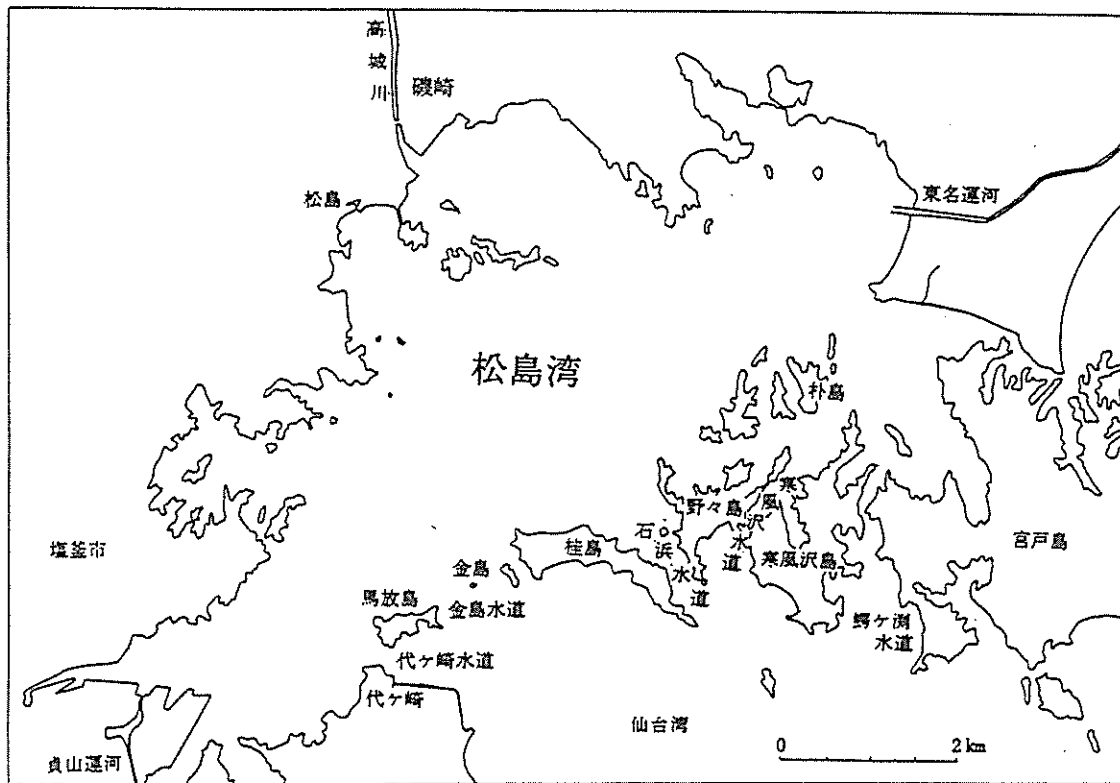 高城川
磯崎
松島
東名運河
松島湾
朴島
野々島
寒風沢水道
石浜水道
寒風沢島
宮戸島
塩釜市
桂島
金島
馬放島
金島水道
鰐ヶ渕
水道
代ヶ崎水道
代ヶ崎
仙台湾
貞山運河
0 2km